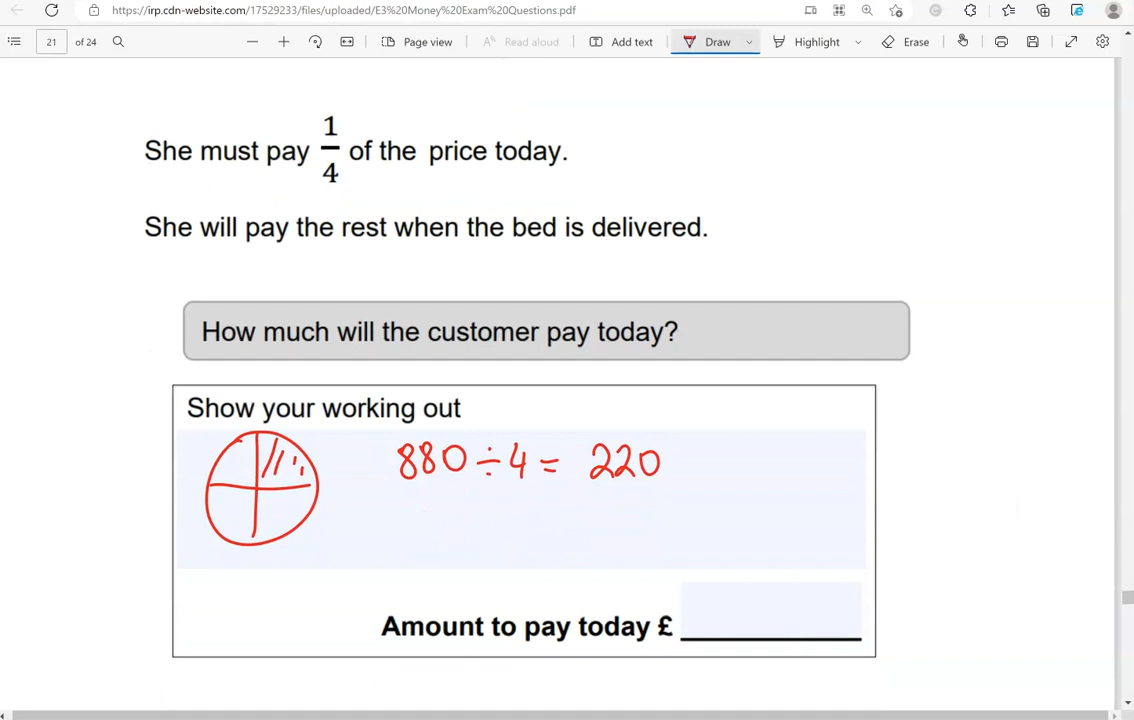 https://irp.cdn-website.com/17529233/files/uploaded/E3%20Money%20Exam%20Questions.pdf
21 of 24 Page view Read aloud Add text Draw Highlight Erase
She must pay 1/4 of the price today.
She will pay the rest when the bed is delivered.
How much will the customer pay today?
Show your working out
880 ÷ 4 = 220
Amount to pay today £